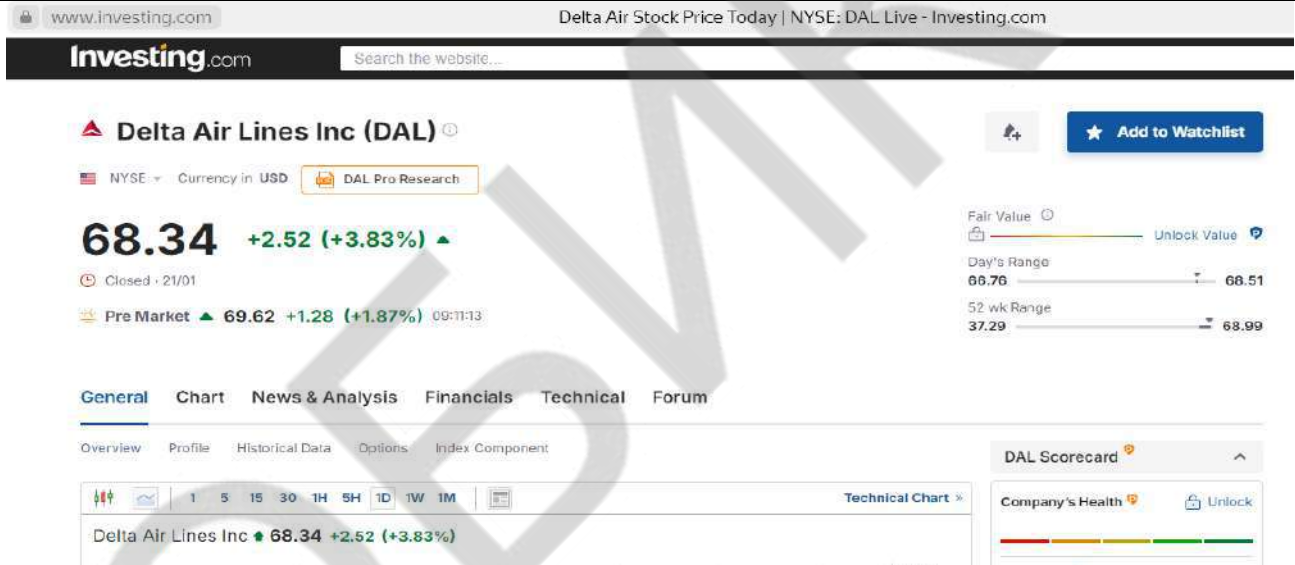 www.investing.com Delta Air Stock Price Today | NYSE: DAL Live - Investing.com
Investing.com Search the website...
Delta Air Lines Inc (DAL)
Add to Watchlist
NYSE Currency in USD DAL Pro Research
68.34 +2.52 (+3.83%)
Fair Value
Unlock Value
Closed · 21/01
Day's Range
66.76 68.51
Pre Market 69.62 +1.28 (+1.87%) 09:11:13
52 wk Range
37.29 68.99
General Chart News & Analysis Financials Technical Forum
Overview Profile Historical Data Options Index Component
DAL Scorecard
1 5 15 30 1H 5H 1D 1W 1M Technical Chart »
Company's Health Unlock
Delta Air Lines Inc 68.34 +2.52 (+3.83%)